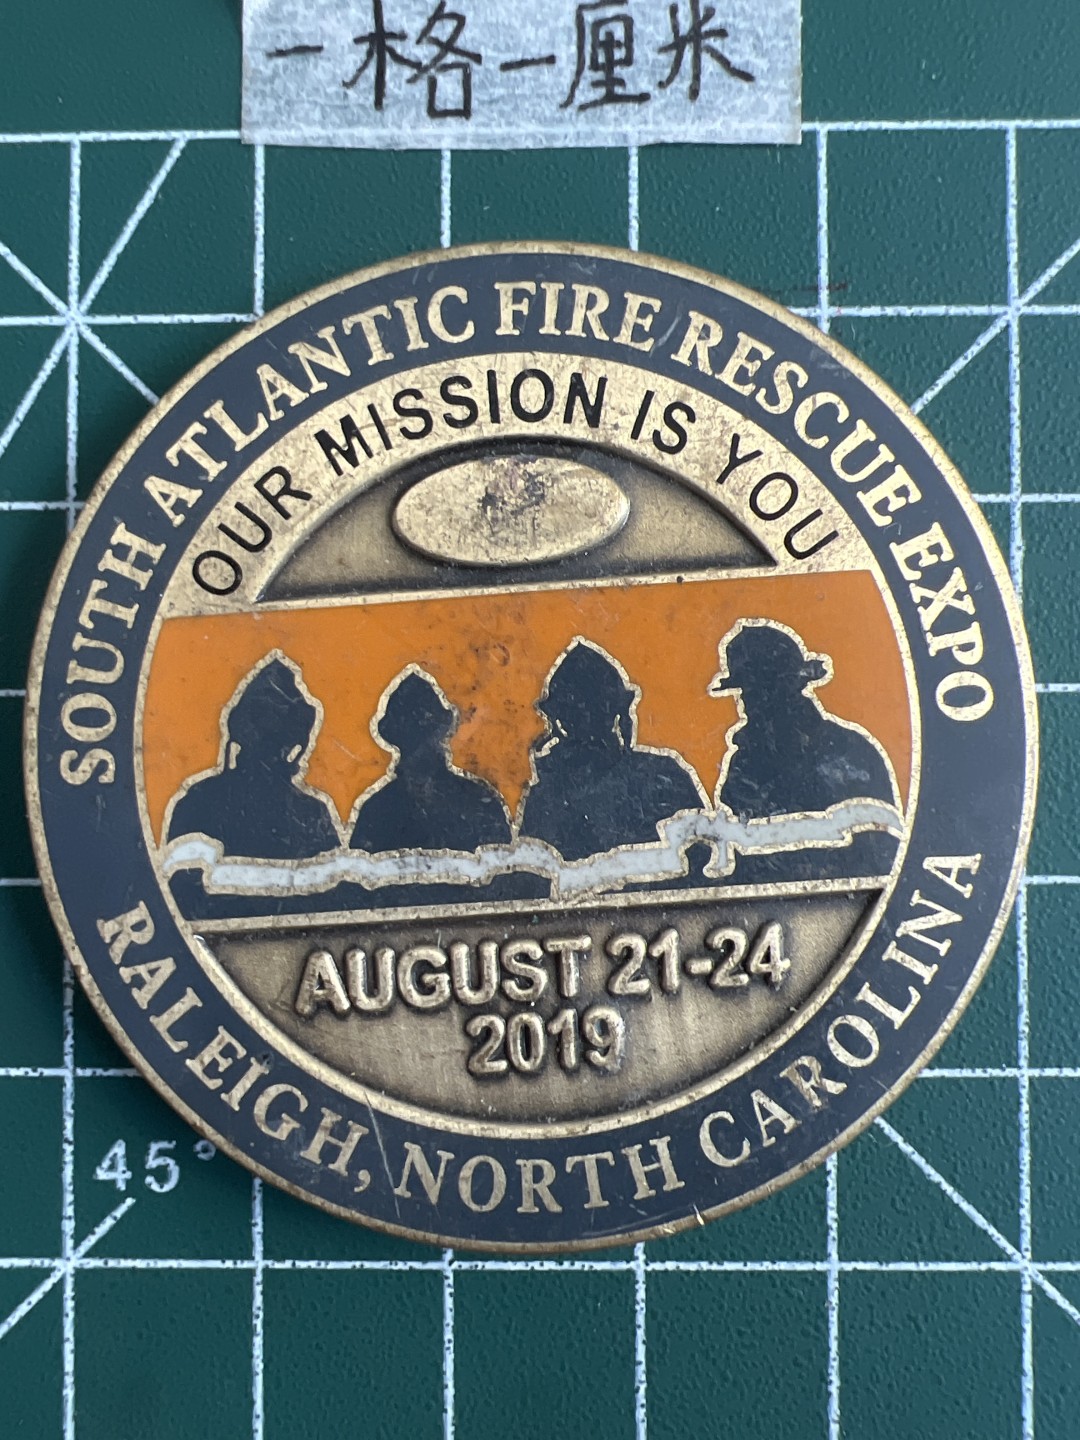 一格一厘米
SOUTH ATLANTIC FIRE RESCUE EXPO
OUR MISSION IS YOU
AUGUST 21-24
2019
RALEIGH, NORTH CAROLINA
45°